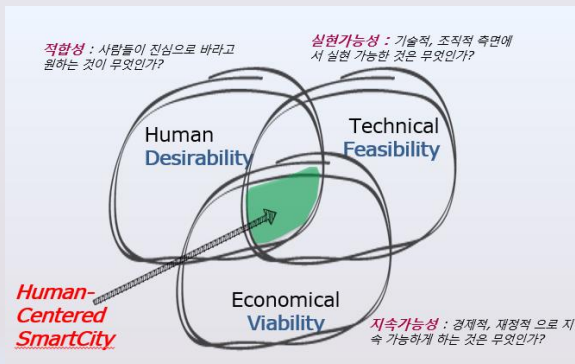 적합성 : 사람들이 진심으로 바라고
원하는 것이 무엇인가?
실현가능성 : 기술적, 조직적 측면에
서 실현 가능한 것은 무엇인가?
Human
Desirability
Technical
Feasibility
Human-
Centered
SmartCity
Economical
Viability
지속가능성 : 경제적, 재정적 으로 지
속 가능하게 하는 것은 무엇인가?